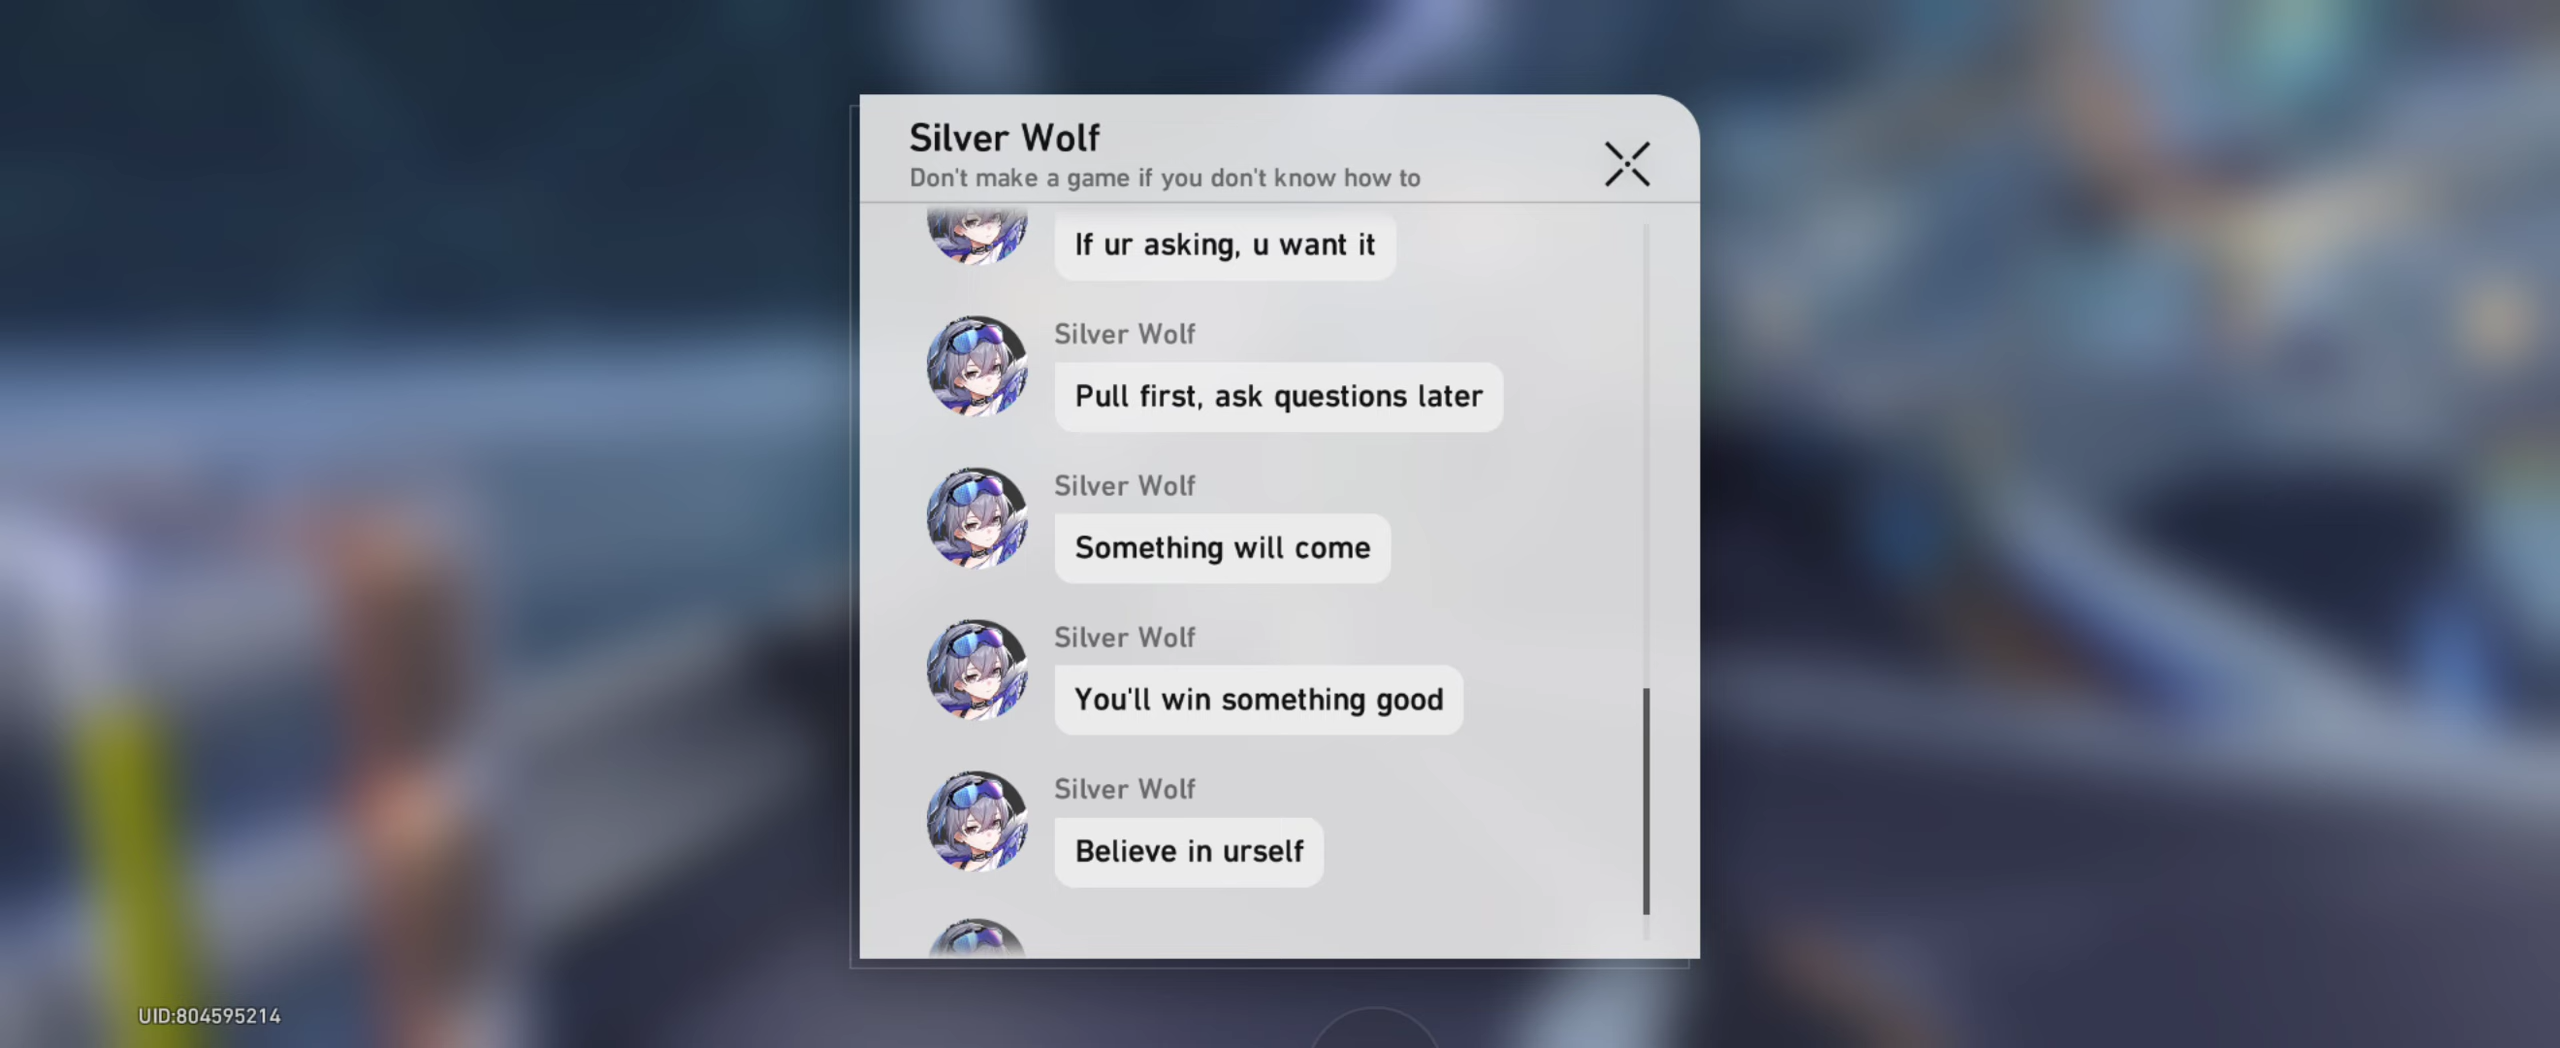 Silver Wolf
Don't make a game if you don't know how to
If ur asking, u want it
Silver Wolf
Pull first, ask questions later
Silver Wolf
Something will come
Silver Wolf
You'll win something good
Silver Wolf
Believe in urself
UID:804595214